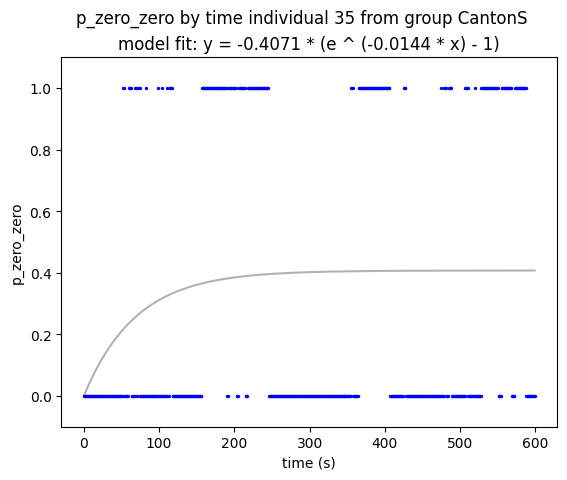 p_zero_zero by time individual 35 from group CantonS
model fit: y = -0.4071 * (e ^ (-0.0144 * x) - 1)
1.0
0.8
0.6
0.4
0.2
0.0
p_zero_zero
0 100 200 300 400 500 600
time (s)